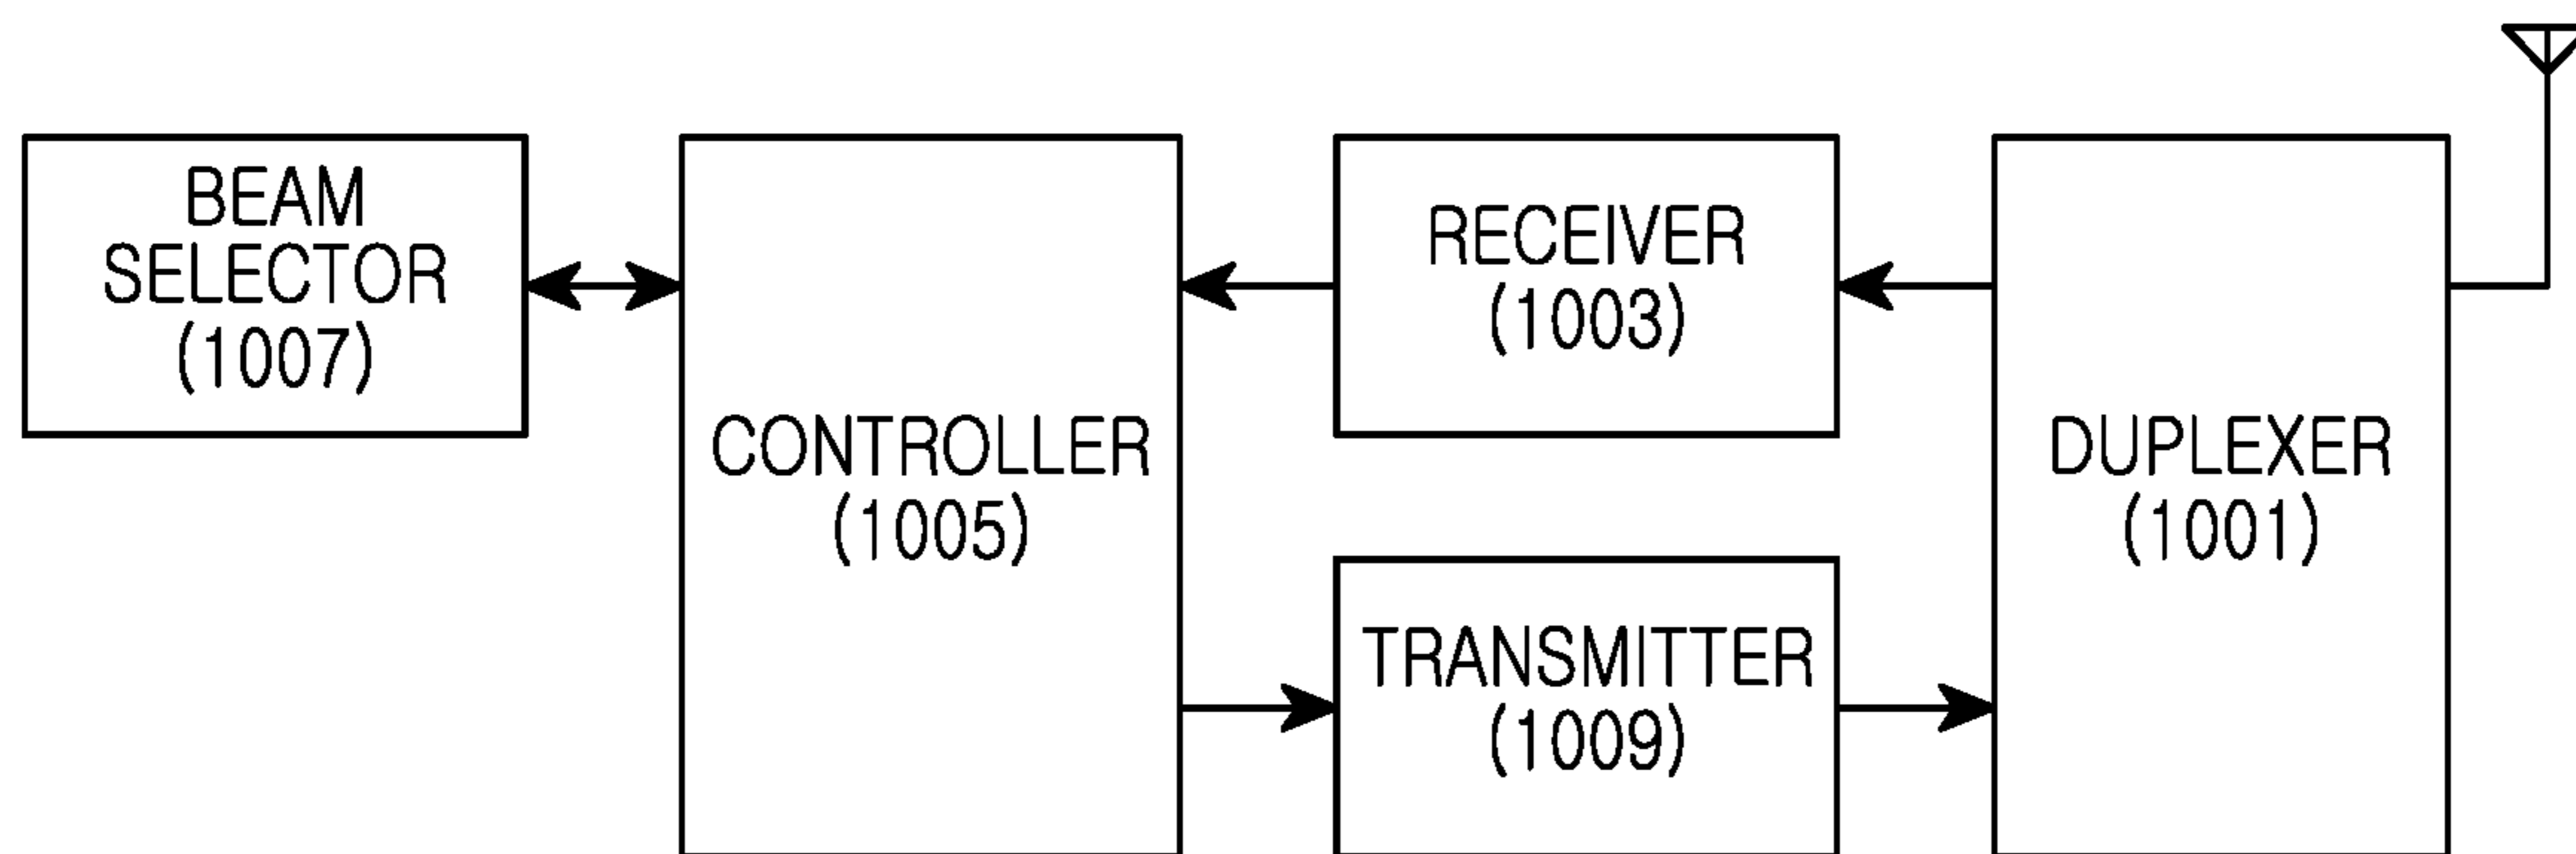 BEAM
SELECTOR
(1007)
CONTROLLER
(1005)
RECEIVER
(1003)
TRANSMITTER
(1009)
DUPLEXER
(1001)